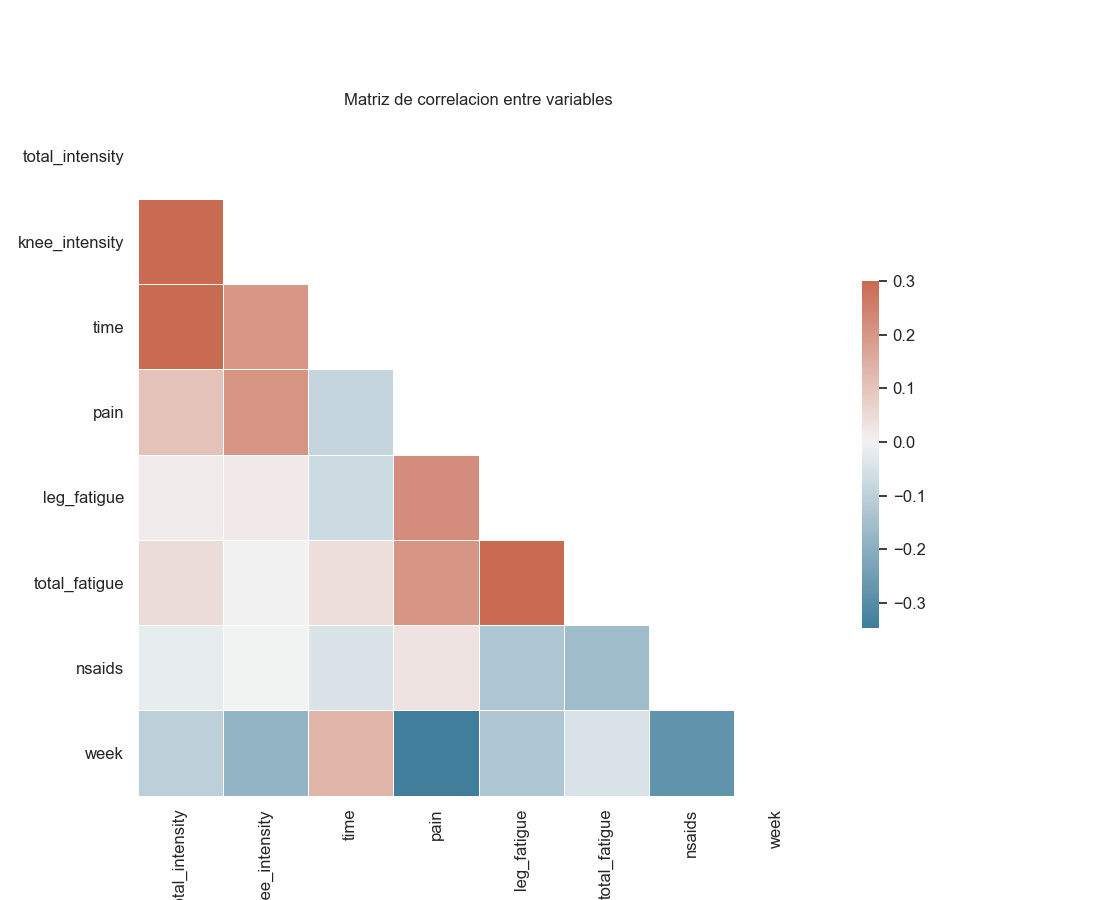 Matriz de correlacion entre variables
total_intensity
knee_intensity
time
pain
leg_fatigue
total_fatigue
nsaids
week
0.3
0.2
0.1
0.0
−0.1
−0.2
−0.3
otal_intensity
ee_intensity
time
pain
leg_fatigue
total_fatigue
nsaids
week